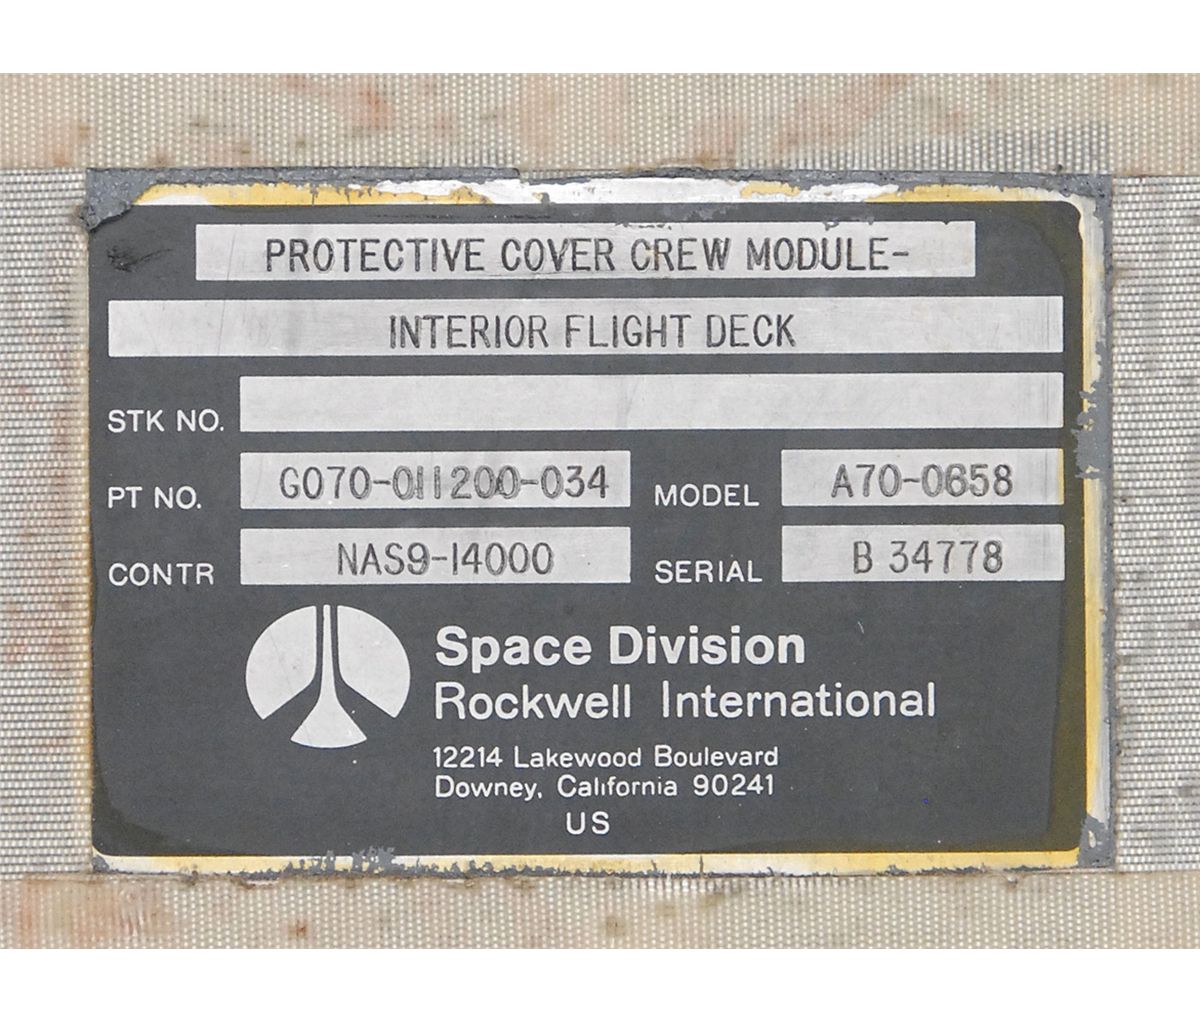 PROTECTIVE COVER CREW MODULE-
INTERIOR FLIGHT DECK
STK NO.
PT NO. G070-011200-034 MODEL A70-0658
CONTR NAS9-14000 SERIAL B 34778
Space Division
Rockwell International
12214 Lakewood Boulevard
Downey, California 90241
US